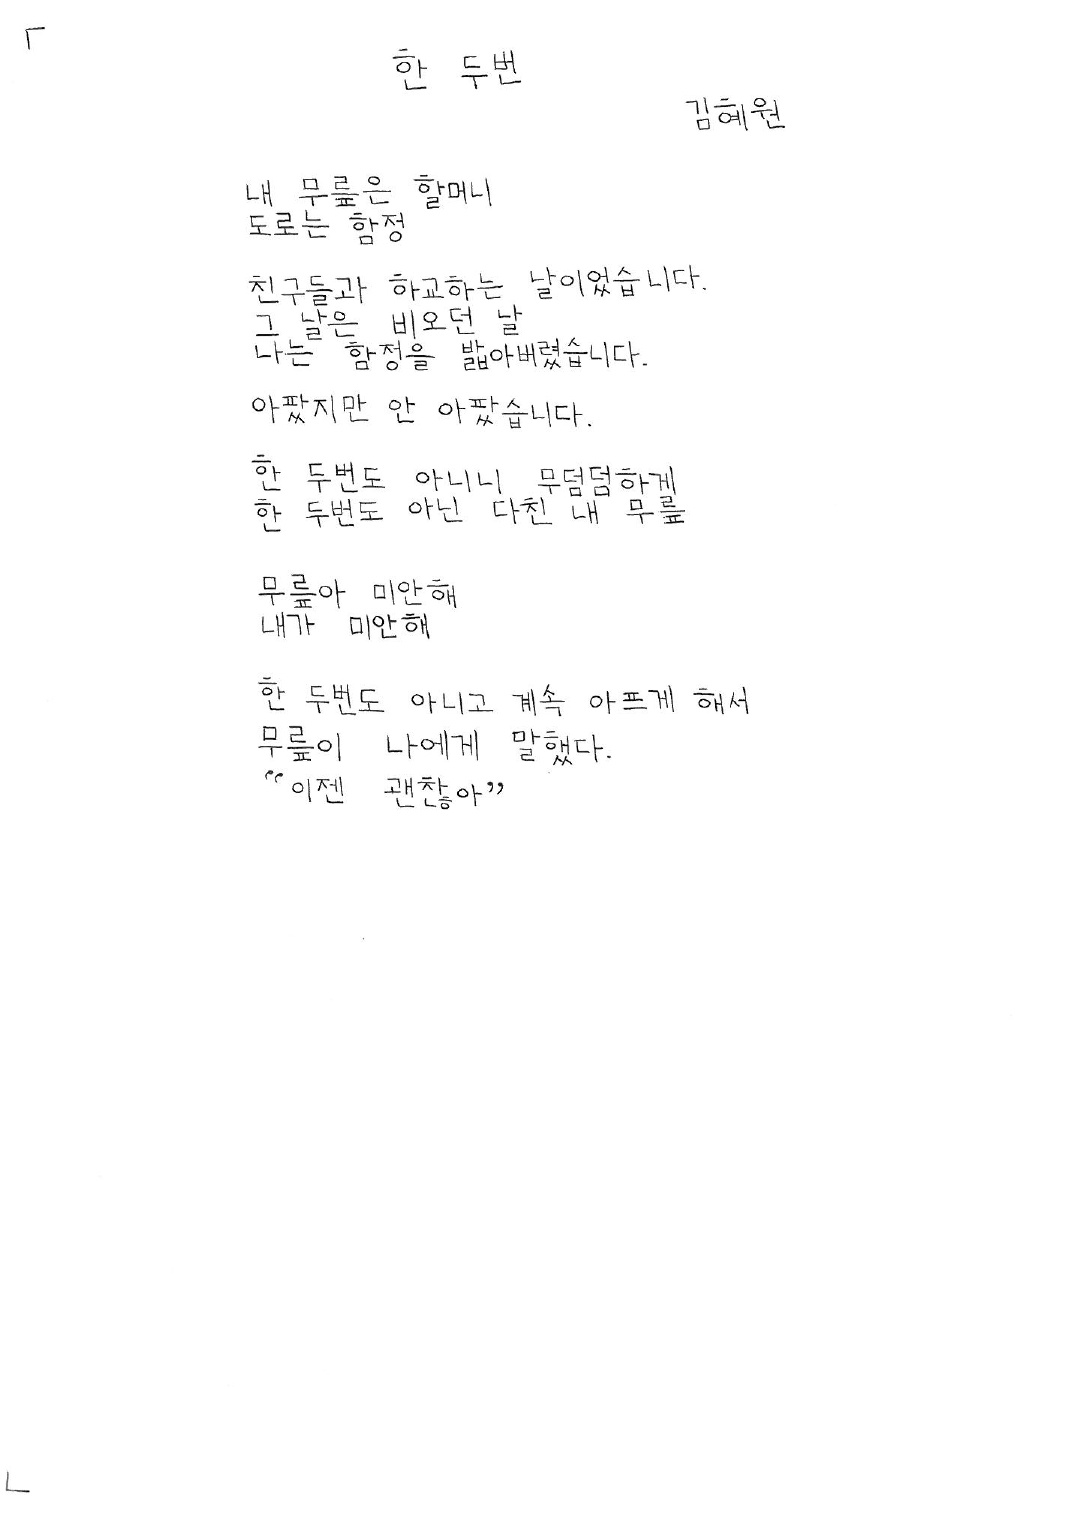 한 두번
김혜원
내 무릎은 할머니
도로는 함정
친구들과 하교하는 날이었습니다.
그 날은 비오던 날
나는 함정을 밟아버렸습니다.
아팠지만 안 아팠습니다.
한 두번도 아니니 무덤덤하게
한 두번도 아닌 다친 내 무릎
무릎아 미안해
내가 미안해
한 두번도 아니고 계속 아프게 해서
무릎이 나에게 말했다.
“이젠 괜찮아”